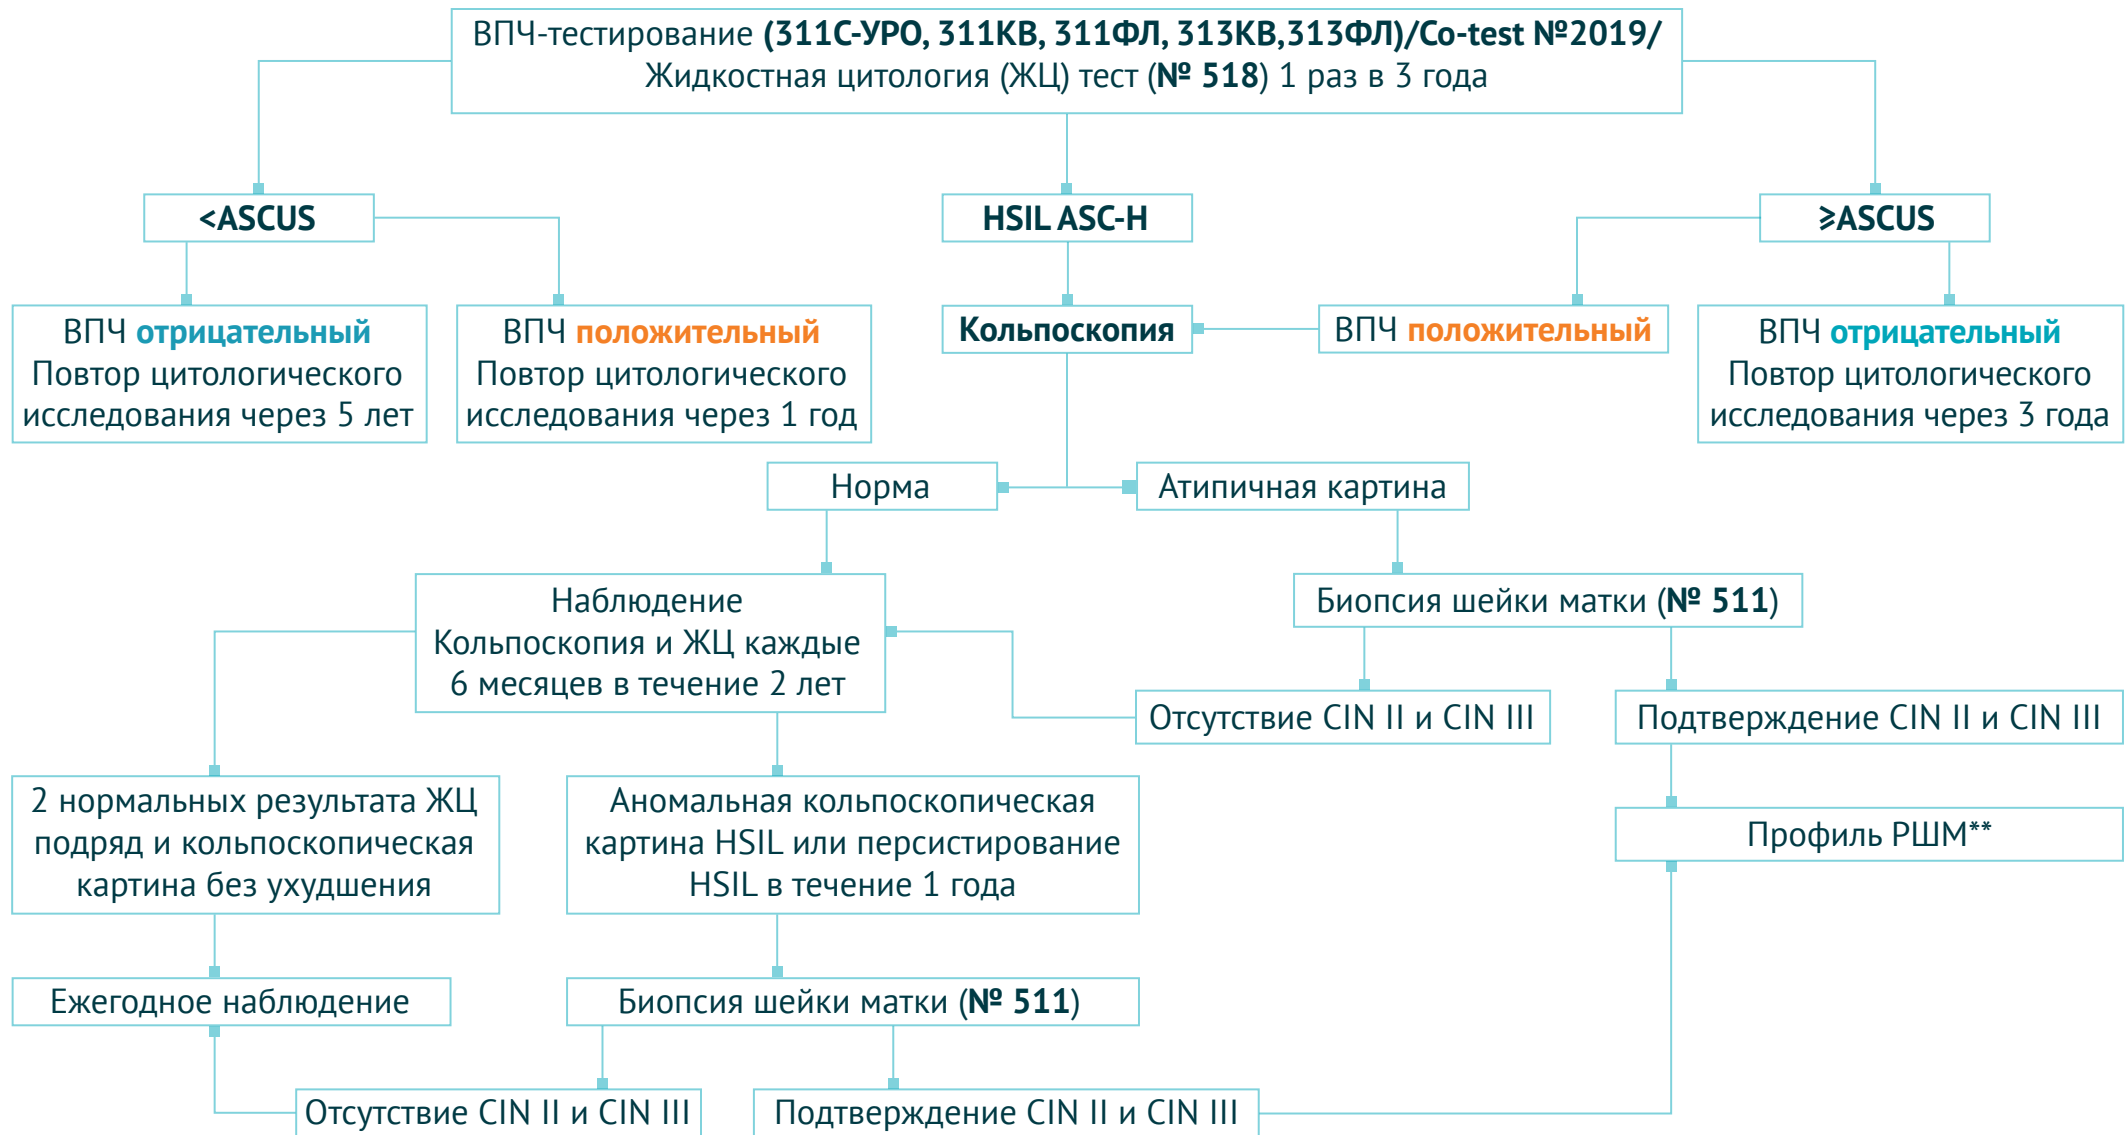 ВПЧ-тестирование (311С-УРО, 311КВ, 311ФЛ, 313КВ,313ФЛ)/Co-test №2019/
Жидкостная цитология (ЖЦ) тест (№ 518) 1 раз в 3 года
<ASCUS
HSIL ASC-H
⩾ASCUS
ВПЧ отрицательный
Повтор цитологического
исследования через 5 лет
ВПЧ положительный
Повтор цитологического
исследования через 1 год
Кольпоскопия
ВПЧ положительный
ВПЧ отрицательный
Повтор цитологического
исследования через 3 года
Норма
Атипичная картина
Наблюдение
Кольпоскопия и ЖЦ каждые
6 месяцев в течение 2 лет
Биопсия шейки матки (№ 511)
Отсутствие CIN II и CIN III
Подтверждение CIN II и CIN III
2 нормальных результата ЖЦ
подряд и кольпоскопическая
картина без ухудшения
Аномальная кольпоскопическая
картина HSIL или персистирование
HSIL в течение 1 года
Профиль РШМ**
Ежегодное наблюдение
Биопсия шейки матки (№ 511)
Отсутствие CIN II и CIN III
Подтверждение CIN II и CIN III